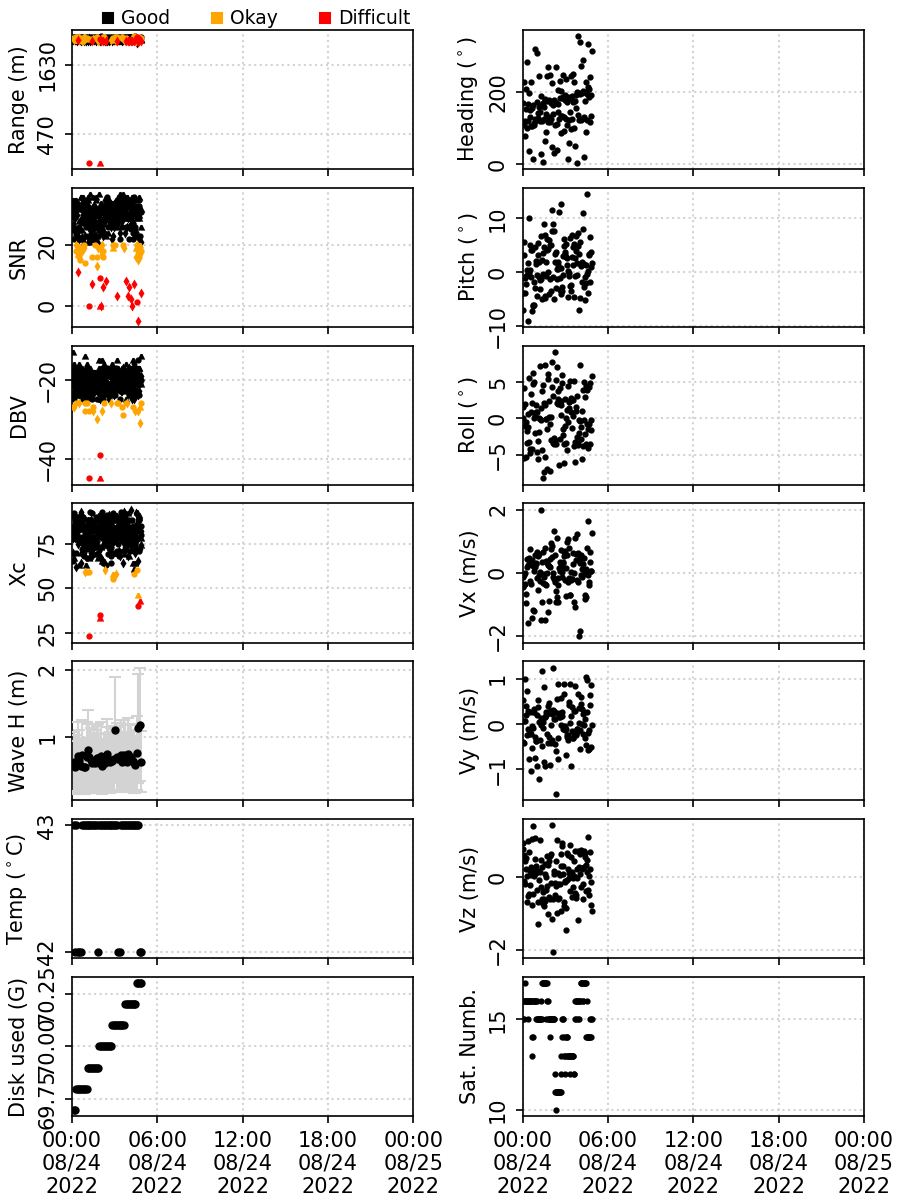 Good Okay Difficult
Range (m)
1630
470
Heading (°)
200
0
SNR
20
0
Pitch (°)
10
0
−10
DBV
−20
−40
Roll (°)
5
0
−5
Xc
75
50
25
Vx (m/s)
2
0
−2
Wave H (m)
2
1
Vy (m/s)
1
0
−1
Temp (°C)
43
42
Vz (m/s)
0
−2
Disk used (G)
70.25
70.00
69.75
Sat. Numb.
15
10
00:00 06:00 12:00 18:00 00:00
08/24 08/24 08/24 08/24 08/25
2022 2022 2022 2022 2022
00:00 06:00 12:00 18:00 00:00
08/24 08/24 08/24 08/24 08/25
2022 2022 2022 2022 2022